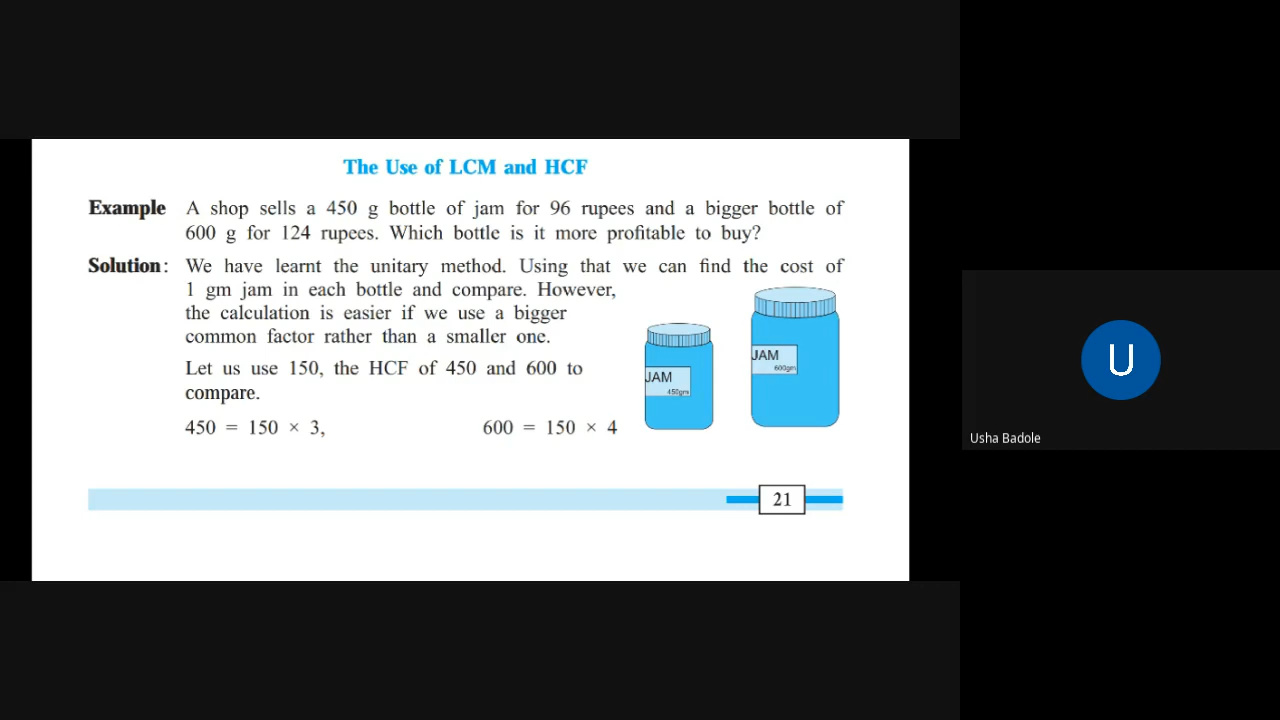 The Use of LCM and HCF
Example A shop sells a 450 g bottle of jam for 96 rupees and a bigger bottle of
600 g for 124 rupees. Which bottle is it more profitable to buy?
Solution : We have learnt the unitary method. Using that we can find the cost of
1 gm jam in each bottle and compare. However,
the calculation is easier if we use a bigger
common factor rather than a smaller one.
Let us use 150, the HCF of 450 and 600 to
compare.
450 = 150 × 3, 600 = 150 × 4
JAM
450gm
JAM
600gm
21
U
Usha Badole